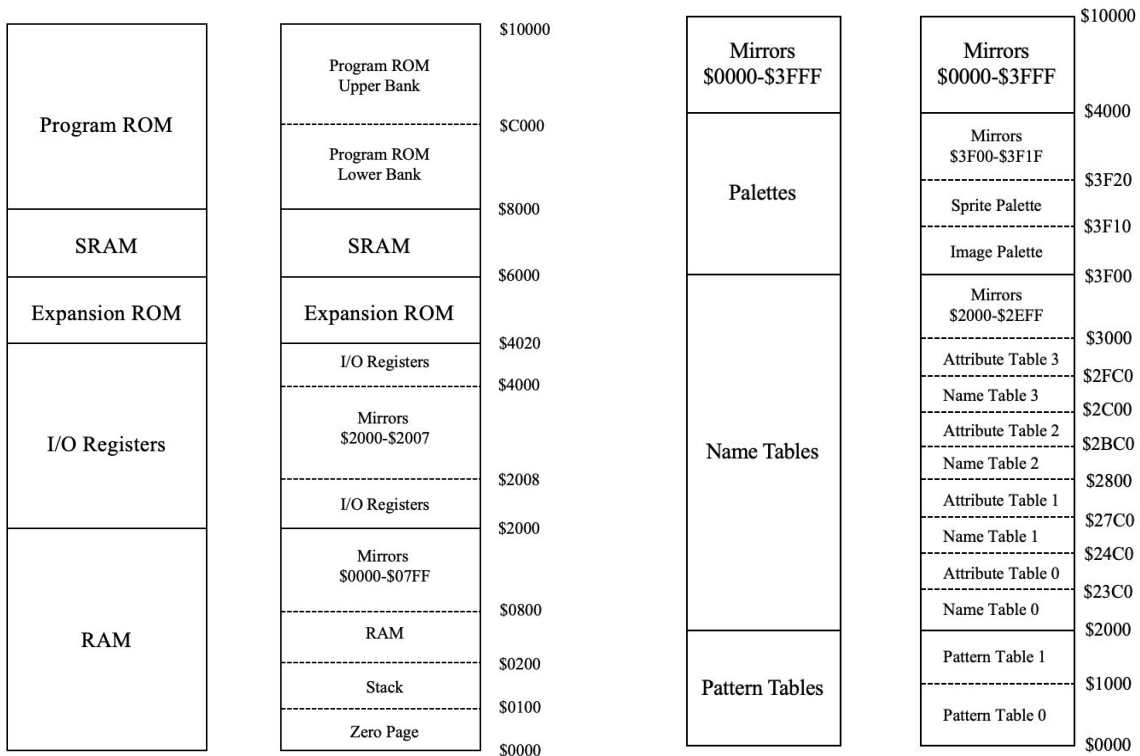 Program ROM
SRAM
Expansion ROM
I/O Registers
RAM
$10000
Program ROM
Upper Bank
$C000
Program ROM
Lower Bank
$8000
SRAM
$6000
Expansion ROM
$4020
I/O Registers
$4000
Mirrors
$2000-$2007
$2008
I/O Registers
$2000
Mirrors
$0000-$07FF
$0800
RAM
$0200
Stack
$0100
Zero Page
$0000
Mirrors
$0000-$3FFF
Palettes
Name Tables
Pattern Tables
$10000
Mirrors
$0000-$3FFF
$4000
Mirrors
$3F00-$3F1F
$3F20
Sprite Palette
$3F10
Image Palette
$3F00
Mirrors
$2000-$2EFF
$3000
Attribute Table 3
$2FC0
Name Table 3
$2C00
Attribute Table 2
$2BC0
Name Table 2
$2800
Attribute Table 1
$27C0
Name Table 1
$24C0
Attribute Table 0
$23C0
Name Table 0
$2000
Pattern Table 1
$1000
Pattern Table 0
$0000